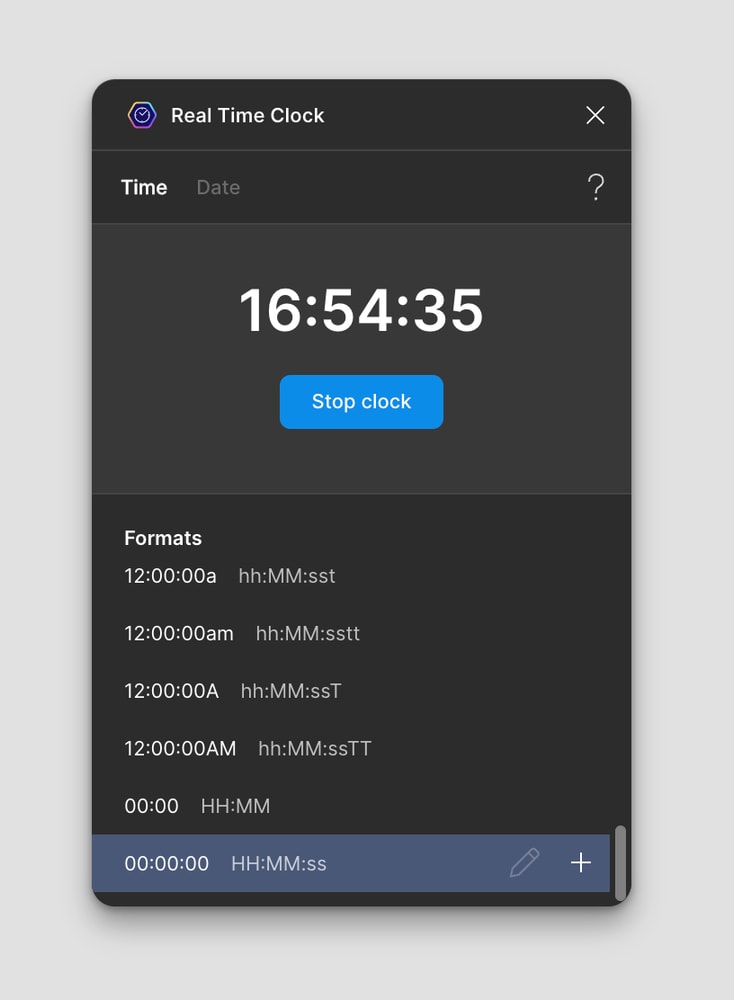 Real Time Clock
Time Date
?
16:54:35
Stop clock
Formats
12:00:00a hh:MM:sst
12:00:00am hh:MM:sstt
12:00:00A hh:MM:ssT
12:00:00AM hh:MM:ssTT
00:00 HH:MM
00:00:00 HH:MM:ss